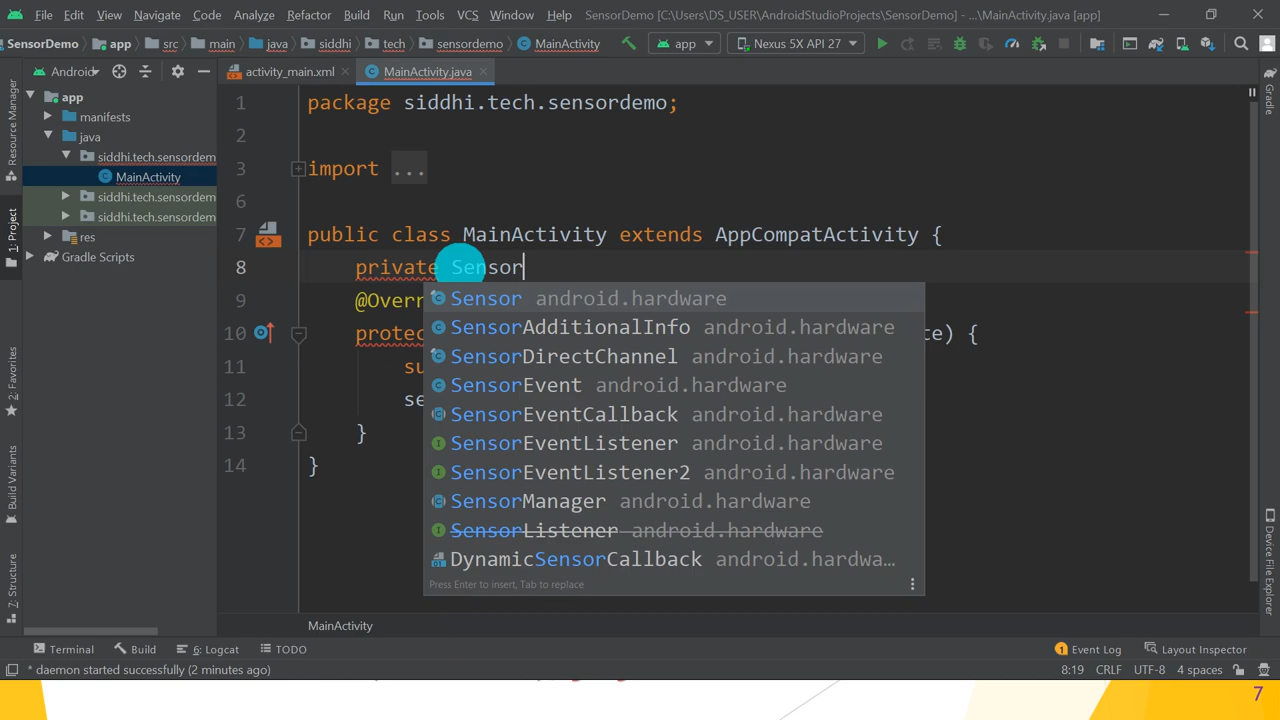 File Edit View Navigate Code Analyze Refactor Build Run Tools VCS Window Help SensorDemo [C:\Users\DS_USER\AndroidStudioProjects\SensorDemo] - ...\MainActivity.java [app]
SensorDemo app src main java siddhi tech sensordemo MainActivity app Nexus 5X API 27
Android activity_main.xml MainActivity.java
Resource Manager
1: Project
2: Favorites
Build Variants
7: Structure
app
manifests
java
siddhi.tech.sensordem
MainActivity
siddhi.tech.sensordem
siddhi.tech.sensordem
res
Gradle Scripts
1 package siddhi.tech.sensordemo;
2
3 import ...
6
7 public class MainActivity extends AppCompatActivity {
8 private Sensor
9 @Overr
10 protec te) {
11 su
12 se
13 }
14 }
Sensor android.hardware
SensorAdditionalInfo android.hardware
SensorDirectChannel android.hardware
SensorEvent android.hardware
SensorEventCallback android.hardware
SensorEventListener android.hardware
SensorEventListener2 android.hardware
SensorManager android.hardware
SensorListener android.hardware
DynamicSensorCallback android.hardwa...
Press Enter to insert, Tab to replace
Gradle
Device File Explorer
MainActivity
Terminal Build 6: Logcat TODO 1 Event Log Layout Inspector
* daemon started successfully (2 minutes ago) 8:19 CRLF UTF-8 4 spaces
7